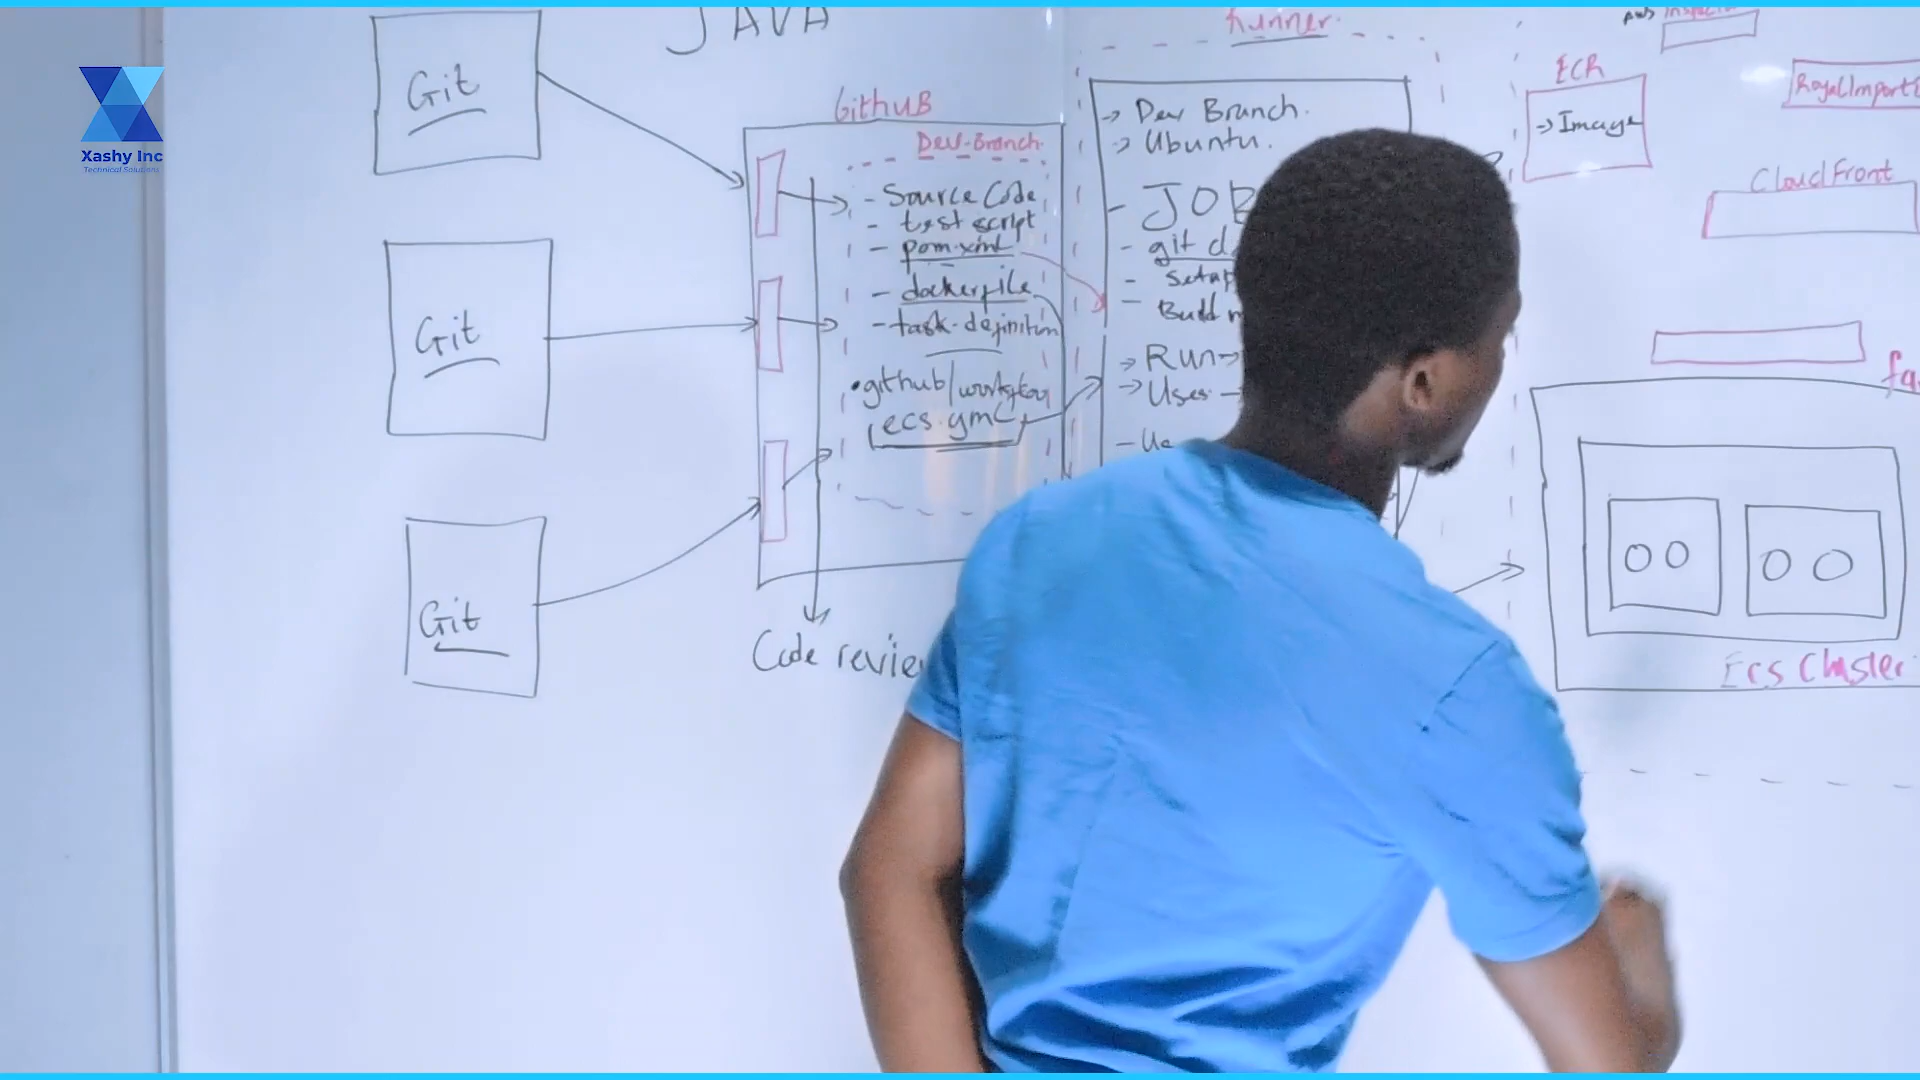 JAVA
Xashy Inc
Technical Solutions
Git
Git
Git
GithuB
Dev-Branch
- Source Code
- test script
- pom.xml
- dockerfile
- task-definition
.github/workflow
ecs.yml
Code review
Runner
-> Dev Branch.
-> Ubuntu.
- JOB
- git
- setup
- Build
-> Run ->
-> Uses -
AWS Inspector
ECR
-> Image
CloudFront
Ecs Cluster